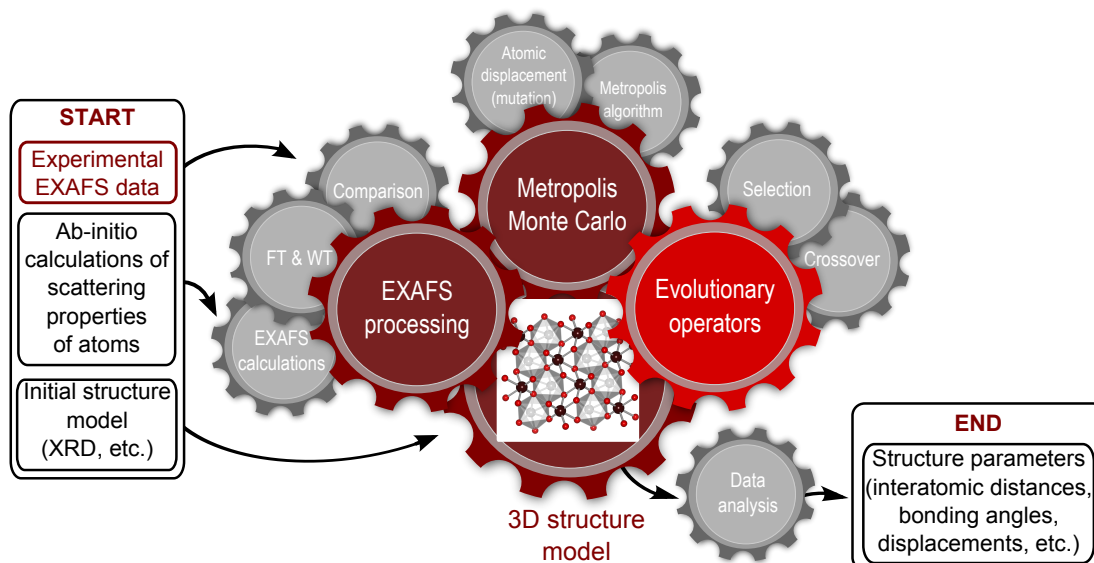 START
Experimental
EXAFS data
Ab-initio
calculations of
scattering
properties
of atoms
Initial structure
model
(XRD, etc.)
Comparison
FT & WT
EXAFS
calculations
EXAFS
processing
Atomic
displacement
(mutation)
Metropolis
algorithm
Metropolis
Monte Carlo
Selection
Crossover
Evolutionary
operators
3D structure
model
Data
analysis
END
Structure parameters
(interatomic distances,
bonding angles,
displacements, etc.)